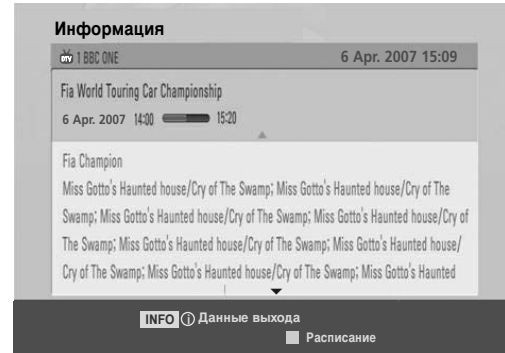 Информация
DTV 1 BBC ONE 6 Apr. 2007 15:09
Fia World Touring Car Championship
6 Apr. 2007 14:00 15:20
Fia Champion
Miss Gotto's Haunted house/Cry of The Swamp; Miss Gotto's Haunted house/Cry of The
Swamp; Miss Gotto's Haunted house/Cry of The Swamp; Miss Gotto's Haunted house/Cry of
The Swamp; Miss Gotto's Haunted house/Cry of The Swamp; Miss Gotto's Haunted house/
Cry of The Swamp; Miss Gotto's Haunted house/Cry of The Swamp; Miss Gotto's Haunted
INFO i Данные выхода
Расписание